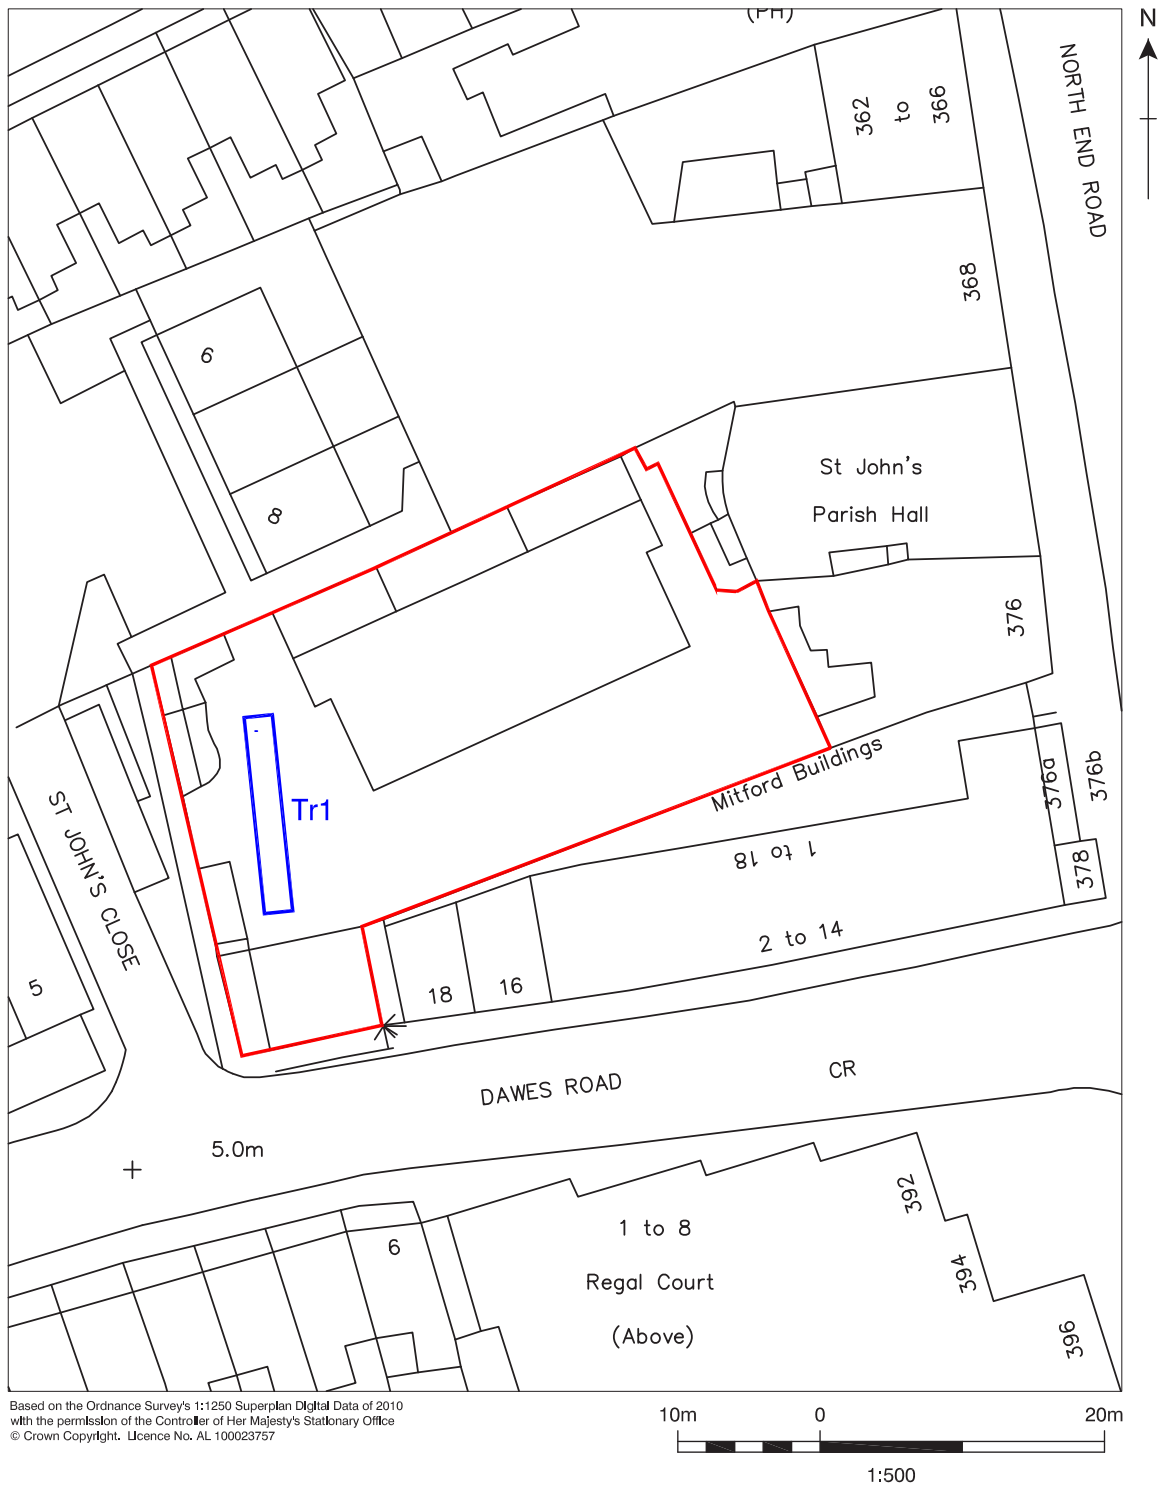 (PH)
N
NORTH END ROAD
362
to
366
368
6
8
St John's
Parish Hall
376
Mitford Buildings
376a
376b
Tr1
ST JOHN'S CLOSE
1 to 18
378
2 to 14
5
18
16
DAWES ROAD
CR
5.0m
392
1 to 8
6
394
Regal Court
(Above)
396
Based on the Ordnance Survey's 1:1250 Superplan Digital Data of 2010
with the permission of the Controller of Her Majesty's Stationary Office
© Crown Copyright. Licence No. AL 100023757
10m 0 20m
1:500